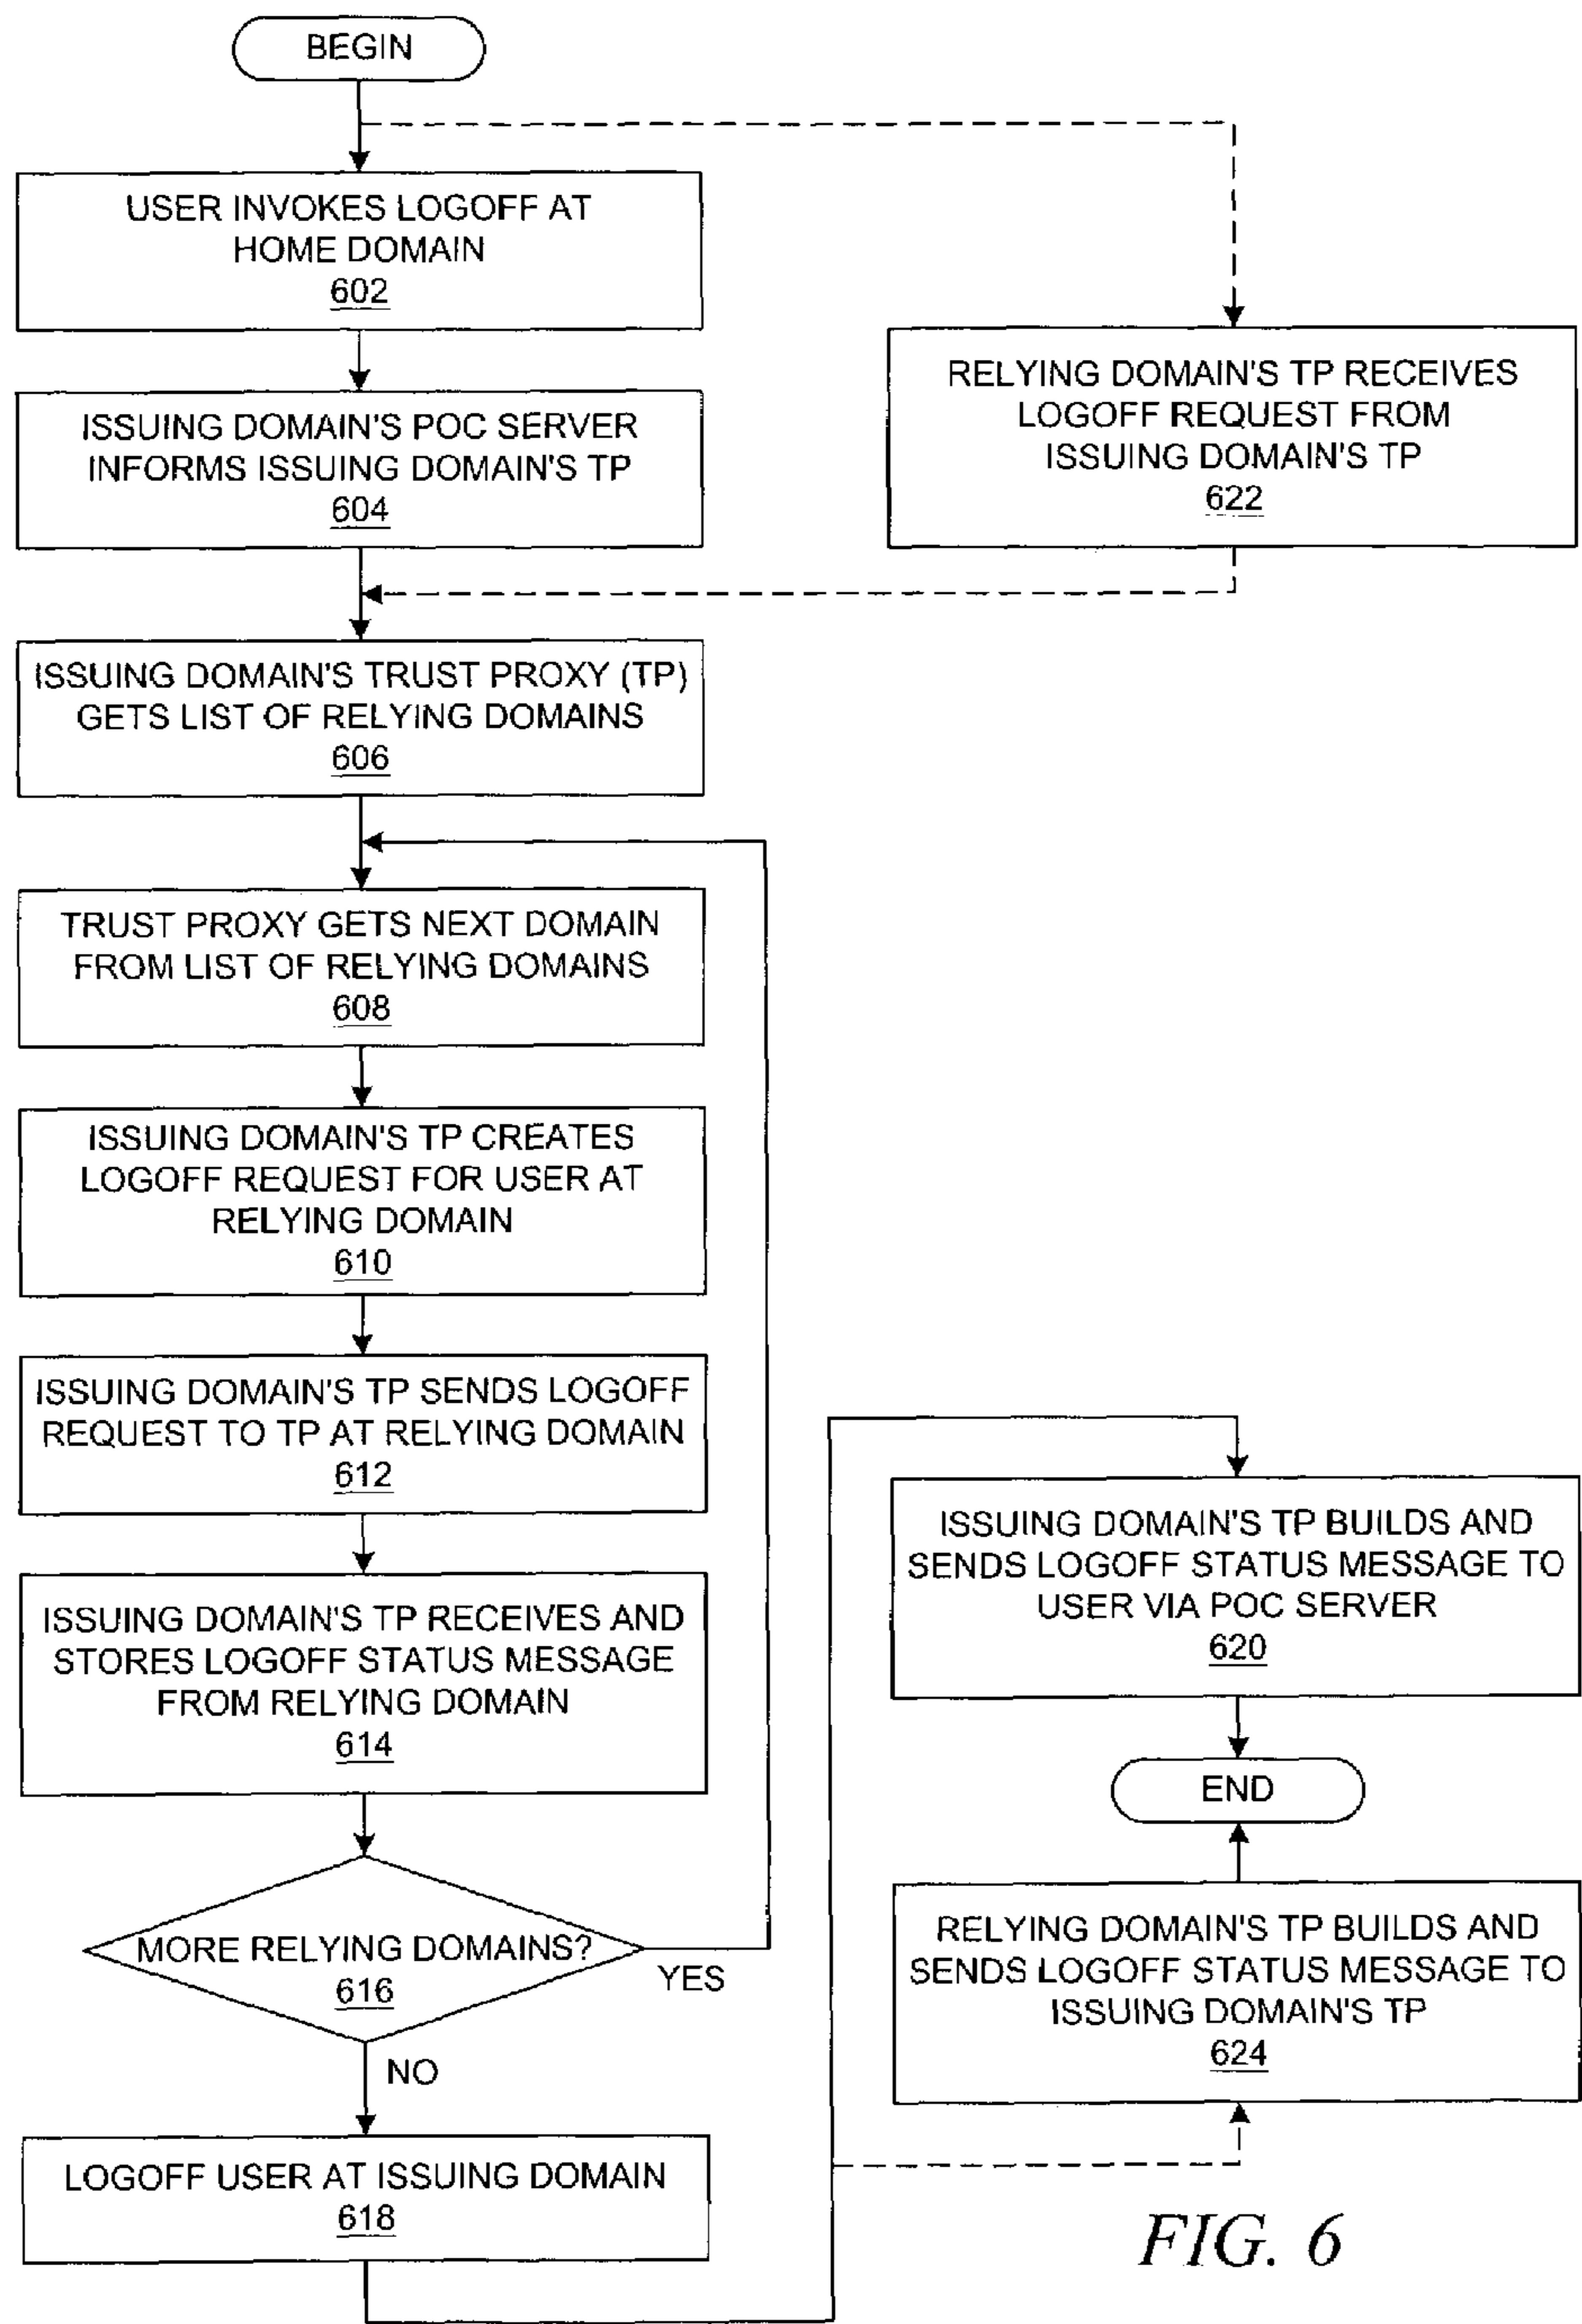 BEGIN
USER INVOKES LOGOFF AT
HOME DOMAIN
602
ISSUING DOMAIN'S POC SERVER
INFORMS ISSUING DOMAIN'S TP
604
RELYING DOMAIN'S TP RECEIVES
LOGOFF REQUEST FROM
ISSUING DOMAIN'S TP
622
ISSUING DOMAIN'S TRUST PROXY (TP)
GETS LIST OF RELYING DOMAINS
606
TRUST PROXY GETS NEXT DOMAIN
FROM LIST OF RELYING DOMAINS
608
ISSUING DOMAIN'S TP CREATES
LOGOFF REQUEST FOR USER AT
RELYING DOMAIN
610
ISSUING DOMAIN'S TP SENDS LOGOFF
REQUEST TO TP AT RELYING DOMAIN
612
ISSUING DOMAIN'S TP RECEIVES AND
STORES LOGOFF STATUS MESSAGE
FROM RELYING DOMAIN
614
MORE RELYING DOMAINS?
616
YES
NO
LOGOFF USER AT ISSUING DOMAIN
618
ISSUING DOMAIN'S TP BUILDS AND
SENDS LOGOFF STATUS MESSAGE TO
USER VIA POC SERVER
620
END
RELYING DOMAIN'S TP BUILDS AND
SENDS LOGOFF STATUS MESSAGE TO
ISSUING DOMAIN'S TP
624
FIG. 6